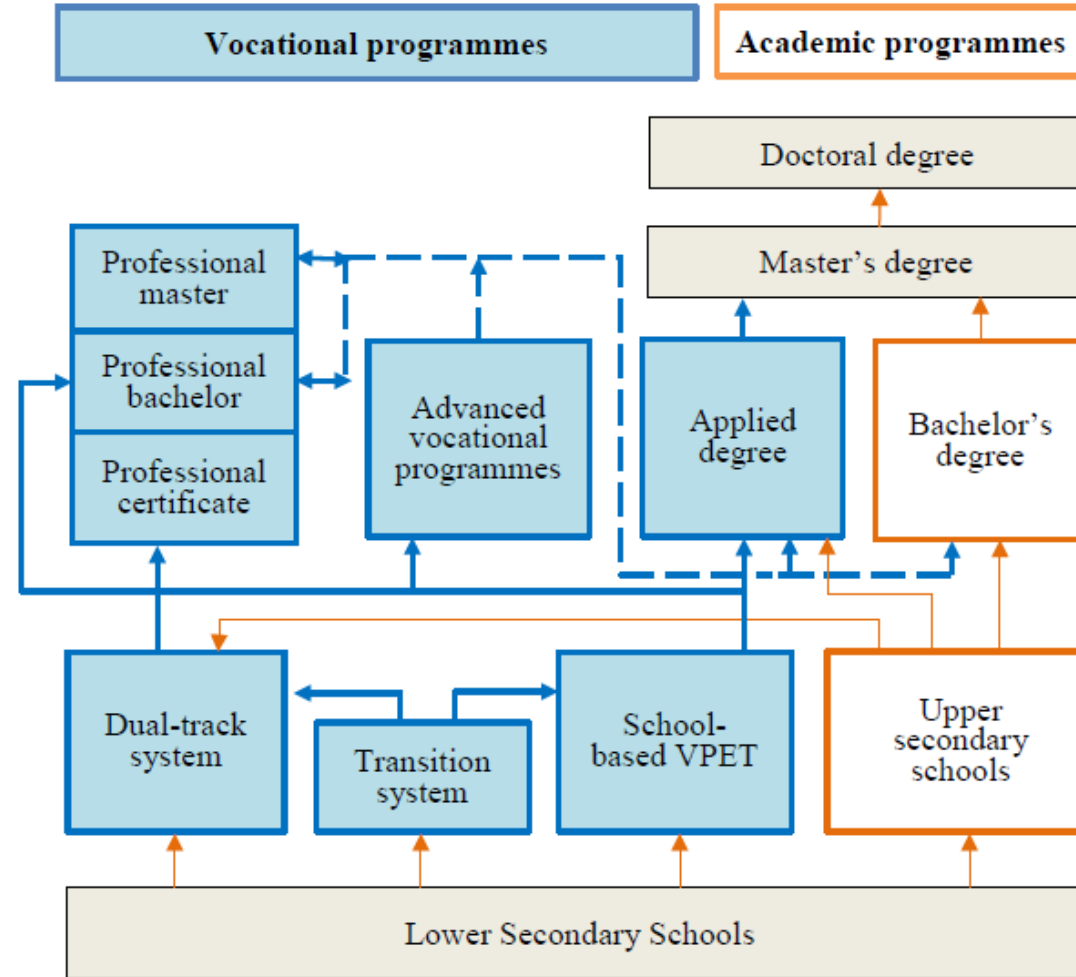 Vocational programmes
Academic programmes
Doctoral degree
Master’s degree
Professional
master
Professional
bachelor
Professional
certificate
Advanced
vocational
programmes
Applied
degree
Bachelor’s
degree
Dual-track
system
Transition
system
School-
based VPET
Upper
secondary
schools
Lower Secondary Schools